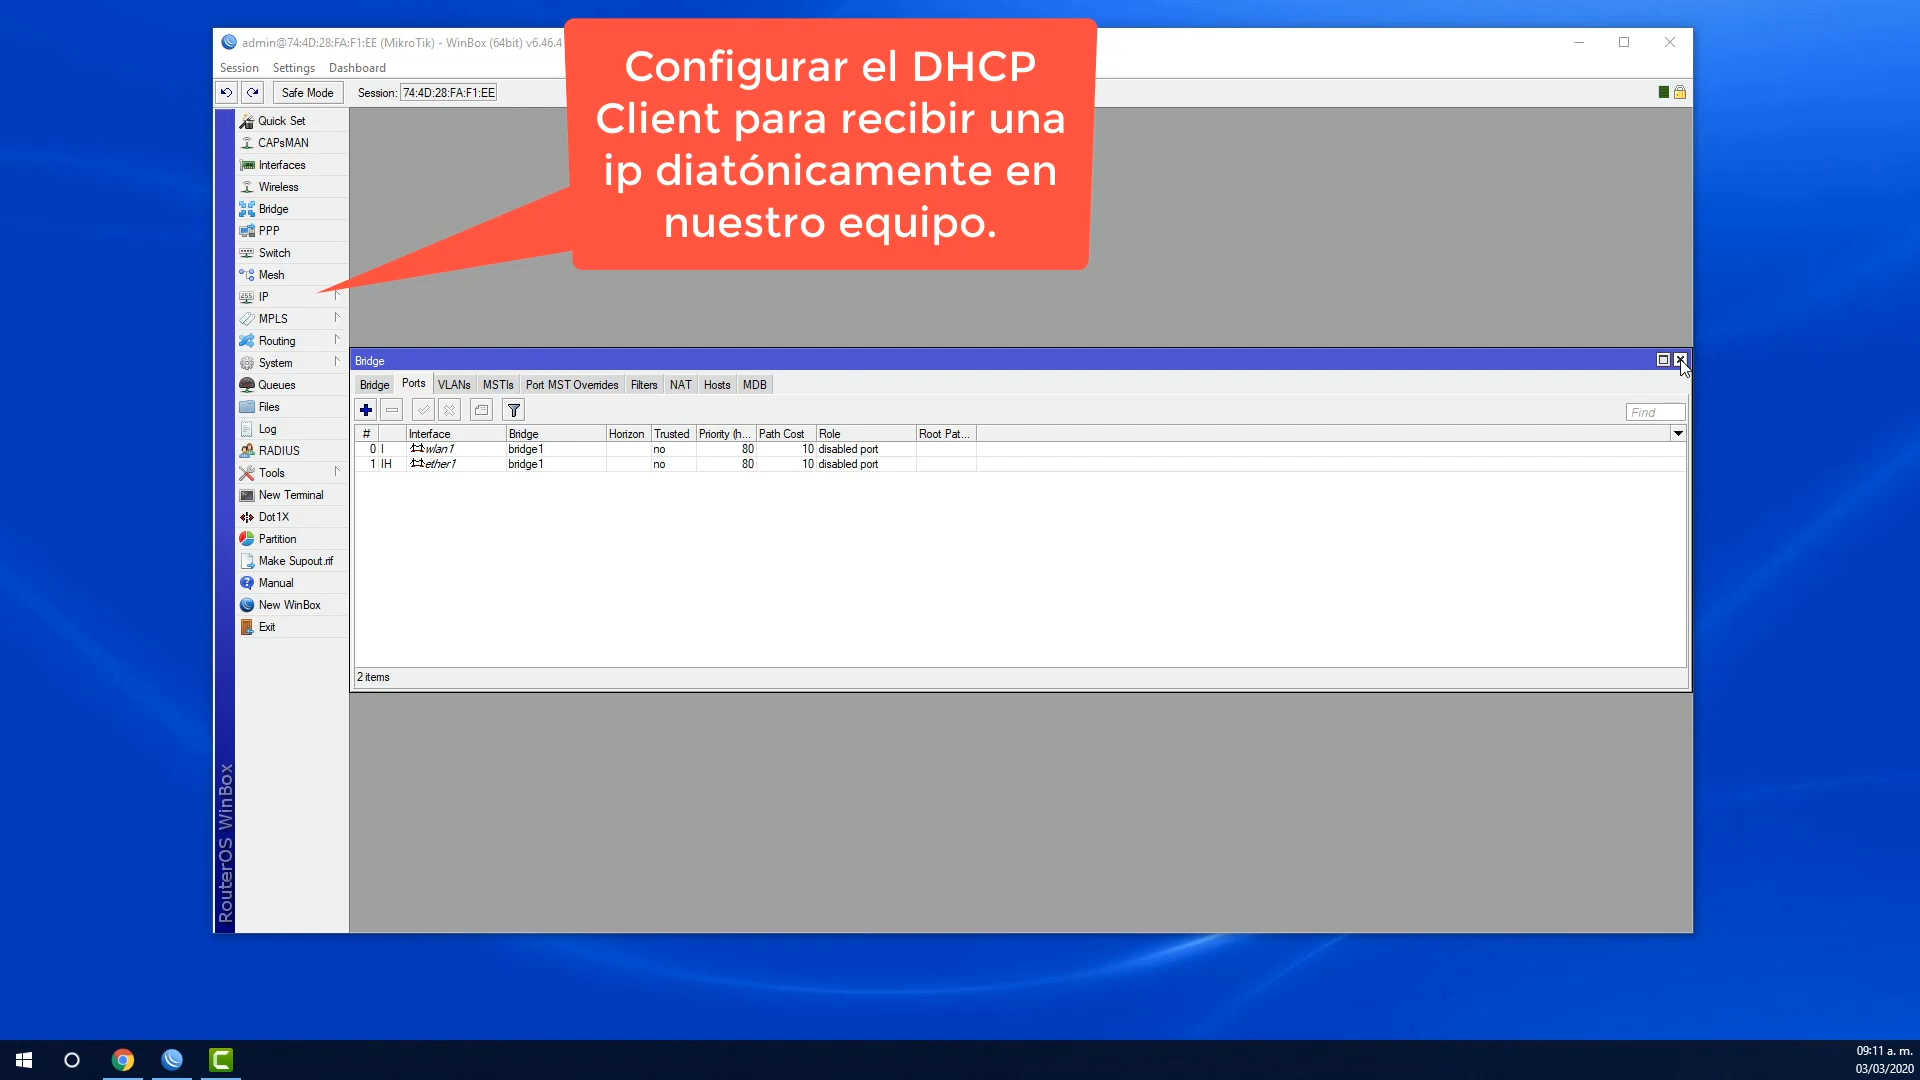 admin@74:4D:28:FA:F1:EE (MikroTik) - WinBox (64bit) v6.46.4
Session Settings Dashboard
Safe Mode Session: 74:4D:28:FA:F1:EE
Configurar el DHCP
Client para recibir una
ip diatónicamente en
nuestro equipo.
Quick Set
CAPsMAN
Interfaces
Wireless
Bridge
PPP
Switch
Mesh
IP
MPLS
Routing
System
Queues
Files
Log
RADIUS
Tools
New Terminal
Dot1X
Partition
Make Supout.rif
Manual
New WinBox
Exit
RouterOS WinBox
Bridge
Bridge Ports VLANs MSTIs Port MST Overrides Filters NAT Hosts MDB
Find
# Interface Bridge Horizon Trusted Priority (h... Path Cost Role Root Pat...
0 I wlan1 bridge1 no 80 10 disabled port
1 IH ether1 bridge1 no 80 10 disabled port
2 items
09:11 a. m.
03/03/2020